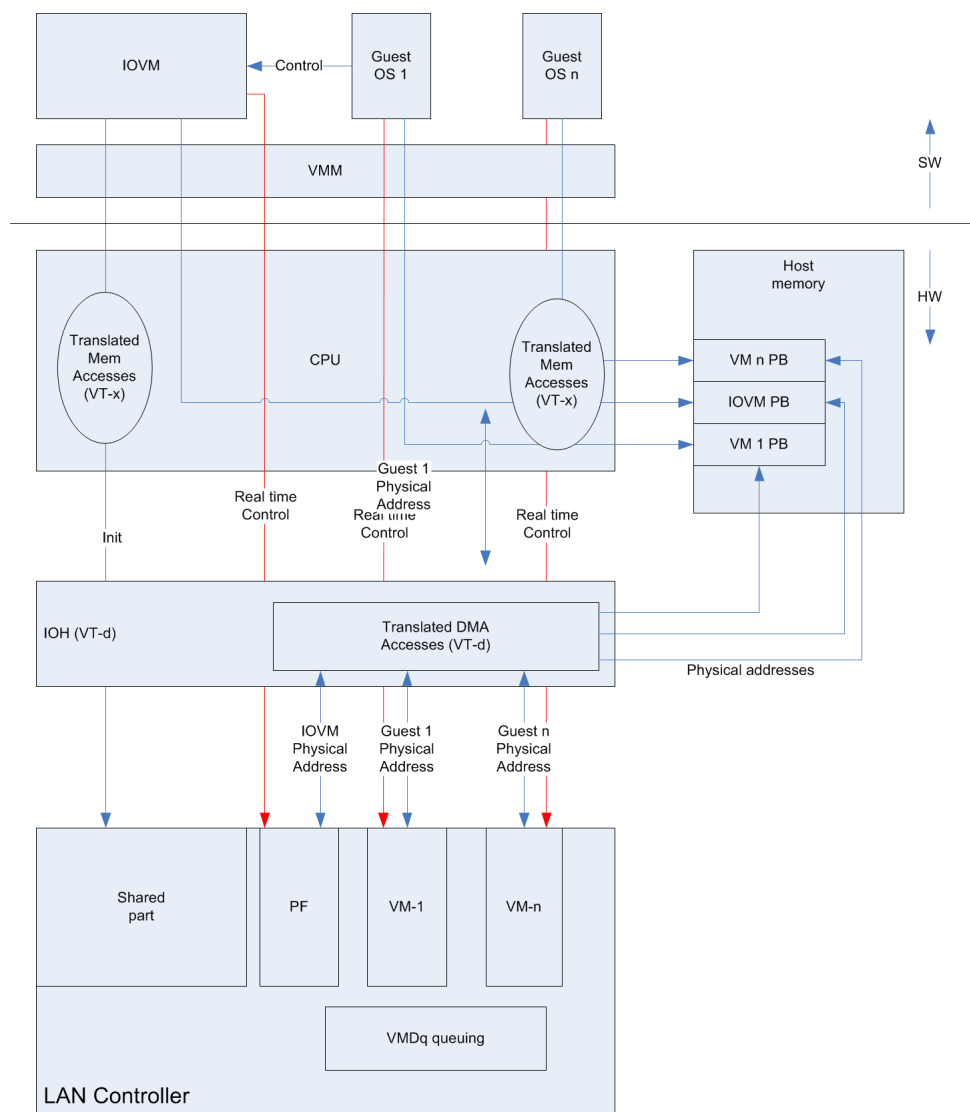 IOVM
Control
Guest
OS 1
Guest
OS n
VMM
SW
HW
Host
memory
Translated
Mem
Accesses
(VT-x)
CPU
Translated
Mem
Accesses
(VT-x)
VM n PB
IOVM PB
VM 1 PB
Guest 1
Physical
Address
Real time
Control
Real time
Control
Real time
Control
Init
IOH (VT-d)
Translated DMA
Accesses (VT-d)
Physical addresses
IOVM
Physical
Address
Guest 1
Physical
Address
Guest n
Physical
Address
Shared
part
PF
VM-1
VM-n
VMDq queuing
LAN Controller